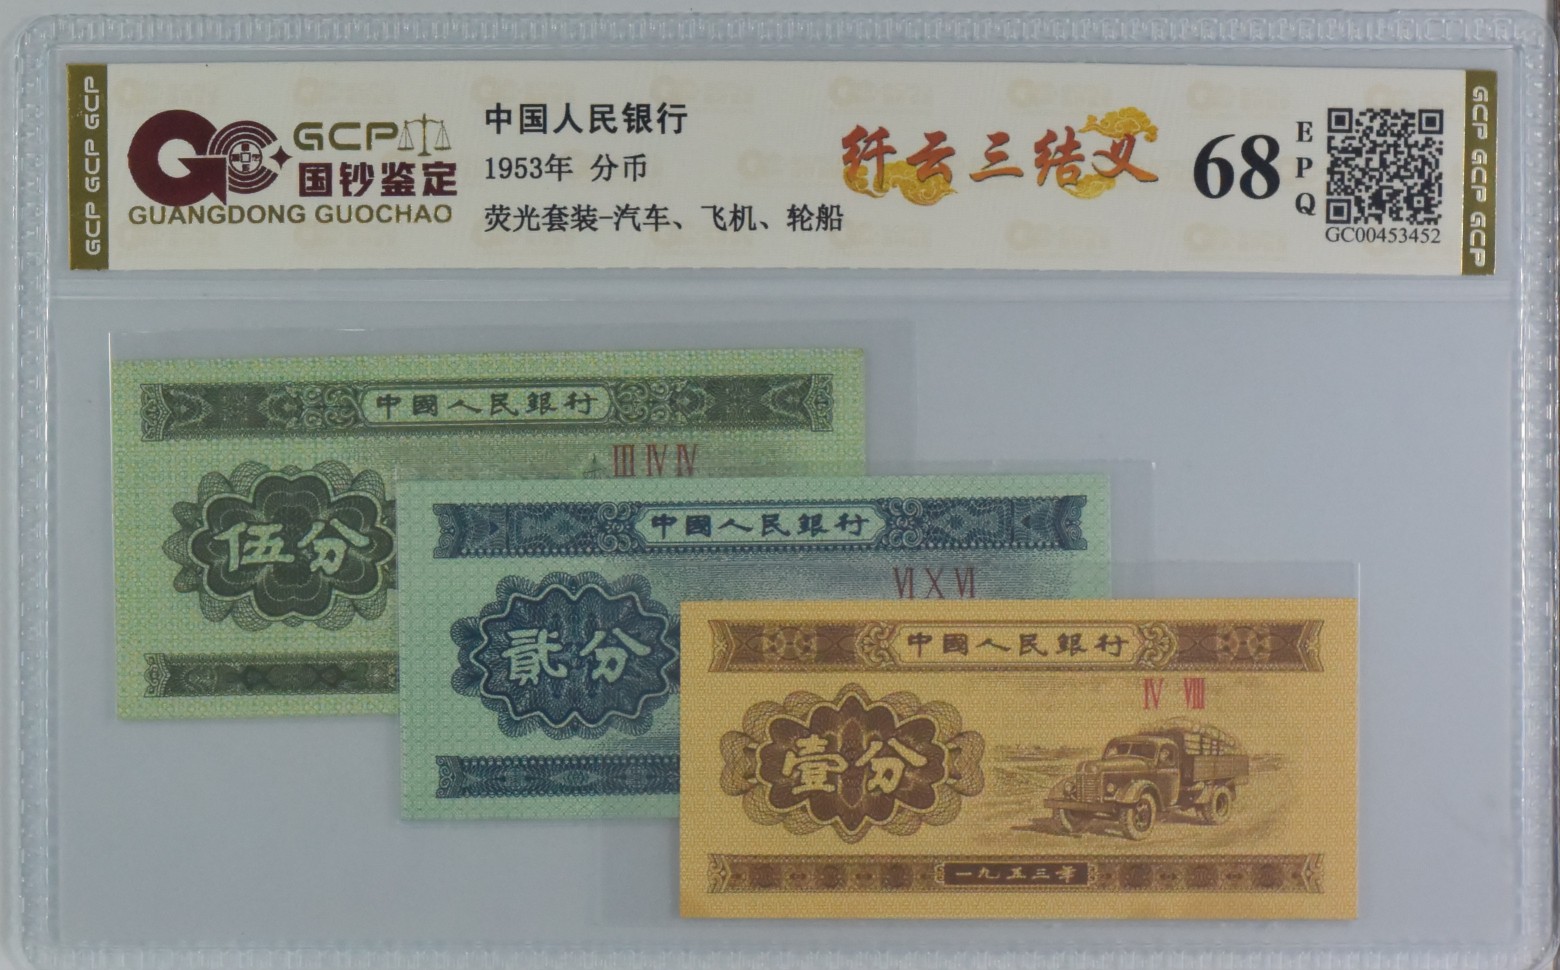 GCP GCP GCP
GCP
国钞鉴定
GUANGDONG GUOCHAO
中国人民银行
1953年 分币
荧光套装-汽车、飞机、轮船
纤云三结义
68
EPQ
GC00453452
GCP GCP GCP
中國人民銀行
III IV IV
伍分
中國人民銀行
VI X VI
貳分
中國人民銀行
IV VIII
壹分
一九五三年